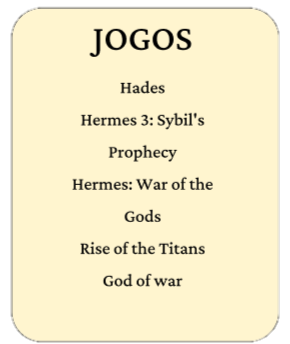 JOGOS
Hades
Hermes 3: Sybil's
Prophecy
Hermes: War of the
Gods
Rise of the Titans
God of war